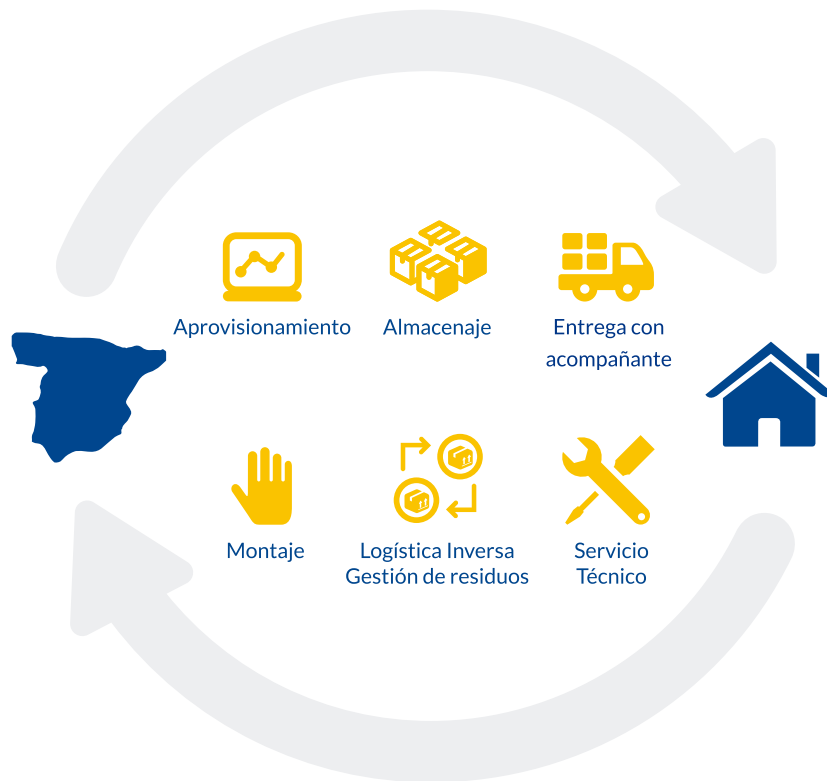 Aprovisionamiento
Almacenaje
Entrega con
acompañante
Montaje
Logística Inversa
Gestión de residuos
Servicio
Técnico